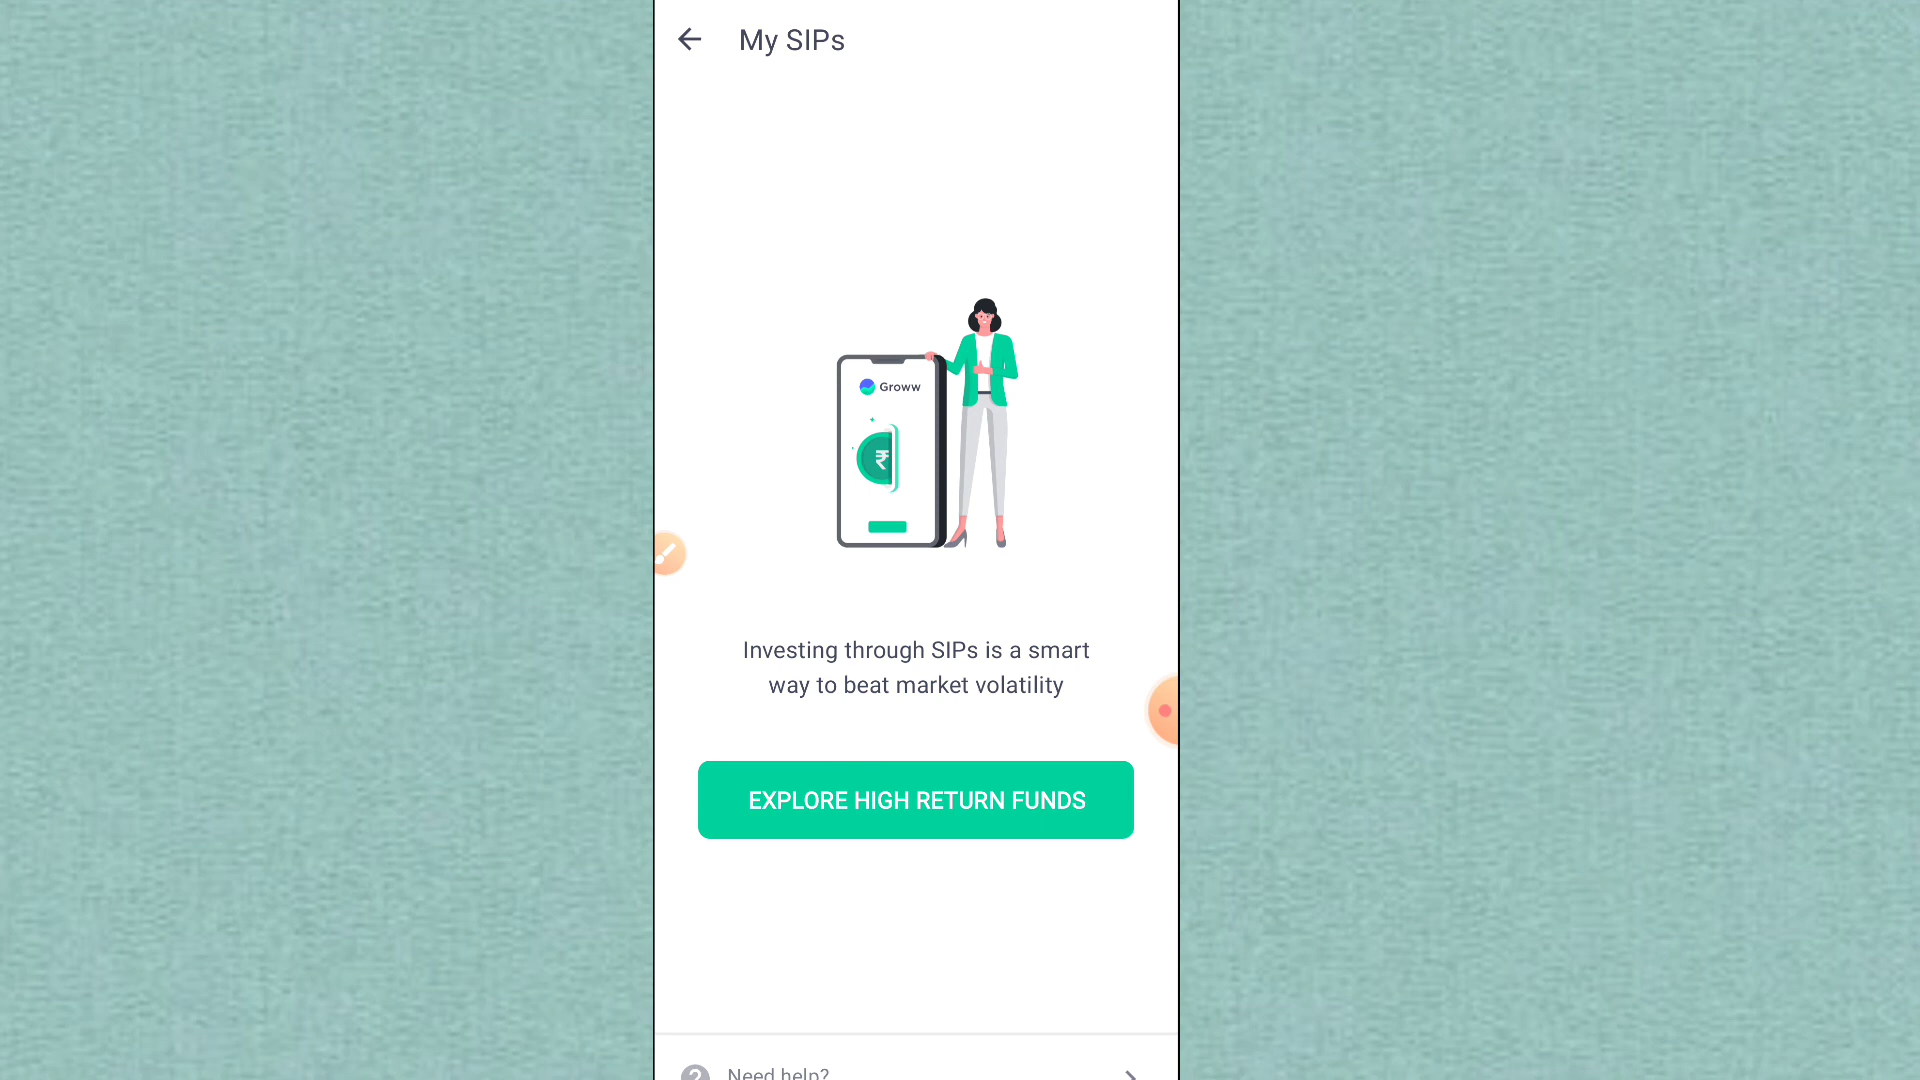 My SIPs
Groww
₹
Investing through SIPs is a smart
way to beat market volatility
EXPLORE HIGH RETURN FUNDS
Need help?